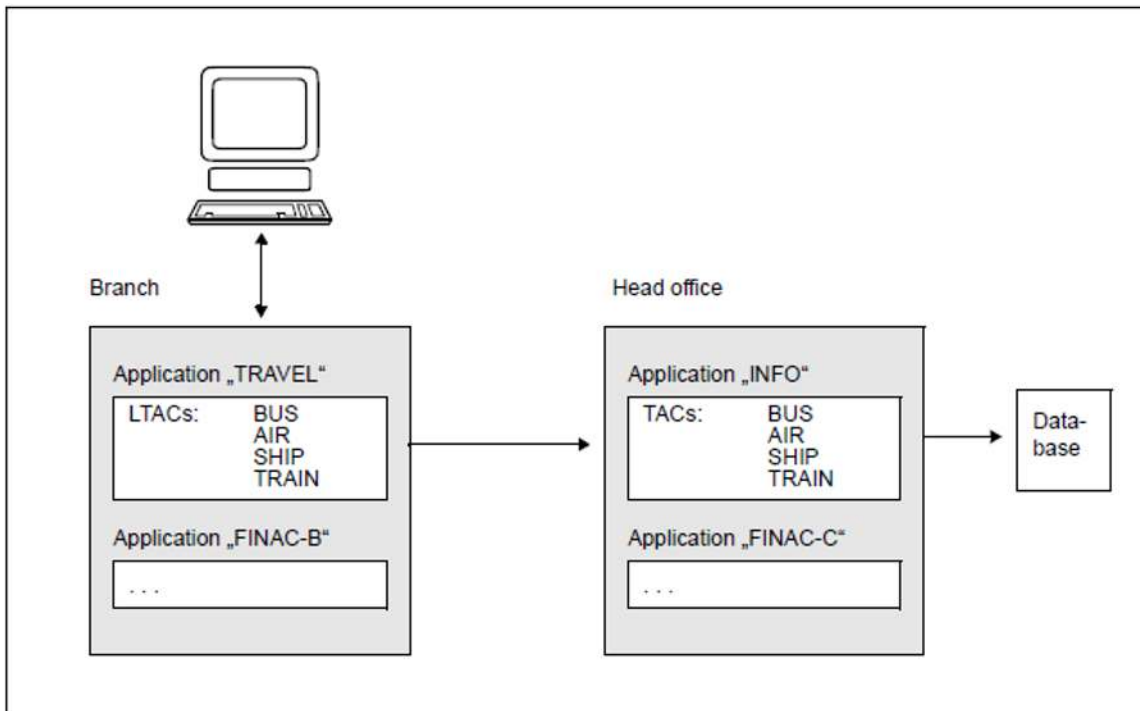 Branch
Application „TRAVEL“
LTACs: BUS
AIR
SHIP
TRAIN
Application „FINAC-B“
. . .
Head office
Application „INFO“
TACs: BUS
AIR
SHIP
TRAIN
Application „FINAC-C“
. . .
Data-
base